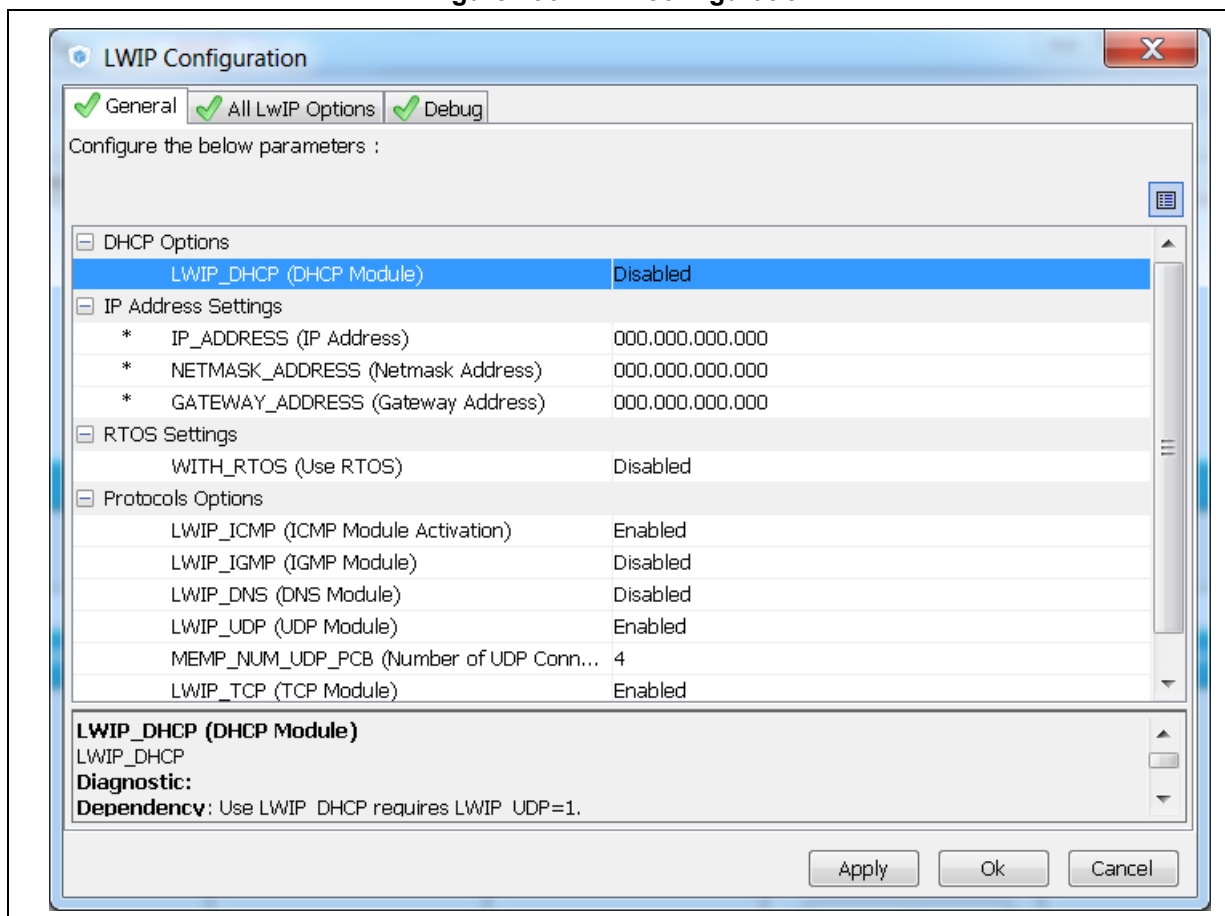 LWIP Configuration
General All LwIP Options Debug
Configure the below parameters :
DHCP Options
LWIP_DHCP (DHCP Module) Disabled
IP Address Settings
* IP_ADDRESS (IP Address) 000.000.000.000
* NETMASK_ADDRESS (Netmask Address) 000.000.000.000
* GATEWAY_ADDRESS (Gateway Address) 000.000.000.000
RTOS Settings
WITH_RTOS (Use RTOS) Disabled
Protocols Options
LWIP_ICMP (ICMP Module Activation) Enabled
LWIP_IGMP (IGMP Module) Disabled
LWIP_DNS (DNS Module) Disabled
LWIP_UDP (UDP Module) Enabled
MEMP_NUM_UDP_PCB (Number of UDP Conn... 4
LWIP_TCP (TCP Module) Enabled
LWIP_DHCP (DHCP Module)
LWIP_DHCP
Diagnostic:
Dependency: Use LWIP_DHCP requires LWIP_UDP=1.
Apply Ok Cancel